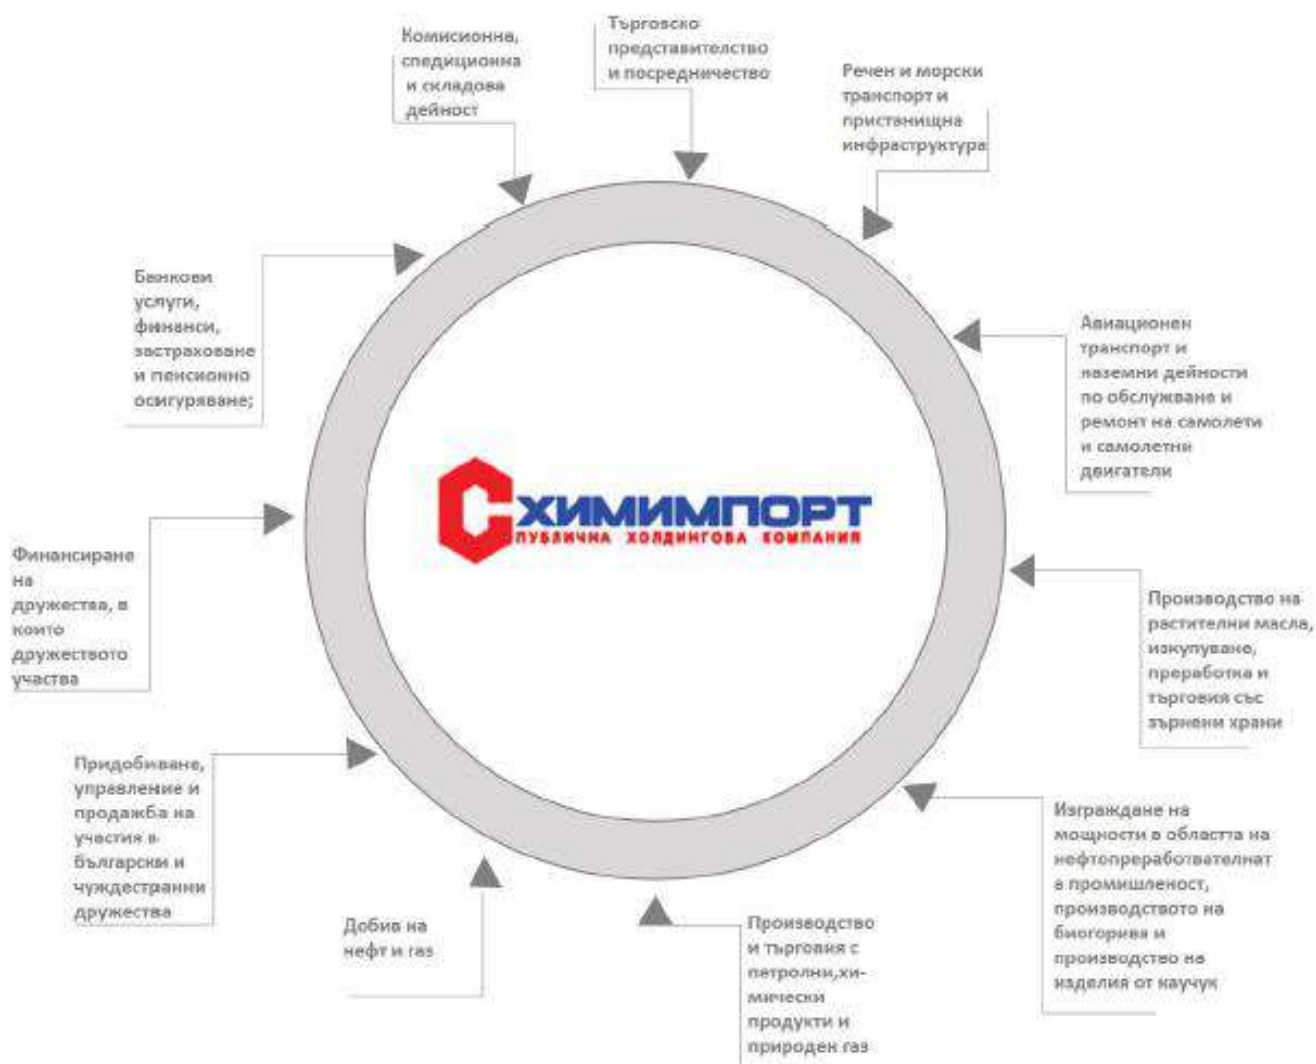 Комисионна,
спедиционна
и складова
дейност
Търговско
представителство
и посредничество
Речен и морски
транспорт и
пристанищна
инфраструктура
Банкови
услуги,
финанси,
застраховане
и пенсионно
осигуряване;
Авиационен
транспорт и
наземни дейности
по обслужване и
ремонт на самолети
и самолетни
двигатели
ХИМИМПОРТ
ПУБЛИЧНА ХОЛДИНГОВА КОМПАНИЯ
Финансиране
на
дружества, в
които
дружеството
участва
Производство на
растителни масла,
изкупуване,
преработка и
търговия със
зърнени храни
Придобиване,
управление и
продажба на
участия в
български и
чуждестранни
дружества
Изграждане на
мощности в областта на
нефтопреработвателнат
а промишленост,
производството на
биогорива и
производство на
изделия от каучук
Добив на
нефт и газ
Производство
и търговия с
петролни,хи-
мически
продукти и
природен газ